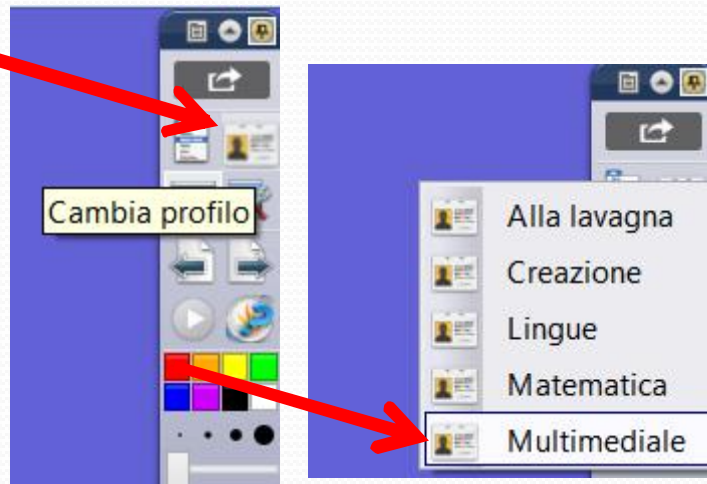 Cambia profilo
Alla lavagna
Creazione
Lingue
Matematica
Multimediale